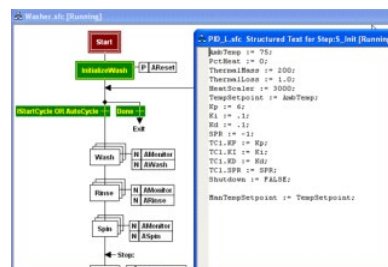 Washer.sfc [Running]
Start
InitializeWash
P AReset
IStartCycle OR AutoCycle
Done
Exit
Wash
N AMonitor
N AWash
Rinse
N AMonitor
N ARinse
Spin
N AMonitor
N ASpin
Stop:
PID_L.sfc Structured Text for Step:S_Init [Running]
AmbTemp := 75;
PctHeat := 0;
ThermalMass := 200;
ThermalLoss := 1.0;
HeatScaler := 3000;
TempSetpoint := AmbTemp;
Kp := 6;
Ki := .1;
Kd := .1;
SPR := -1;
TC1.KP := Kp;
TC1.KI := Ki;
TC1.KD := Kd;
TC1.SPR := SPR;
Shutdown := FALSE;
ManTempSetpoint := TempSetpoint;